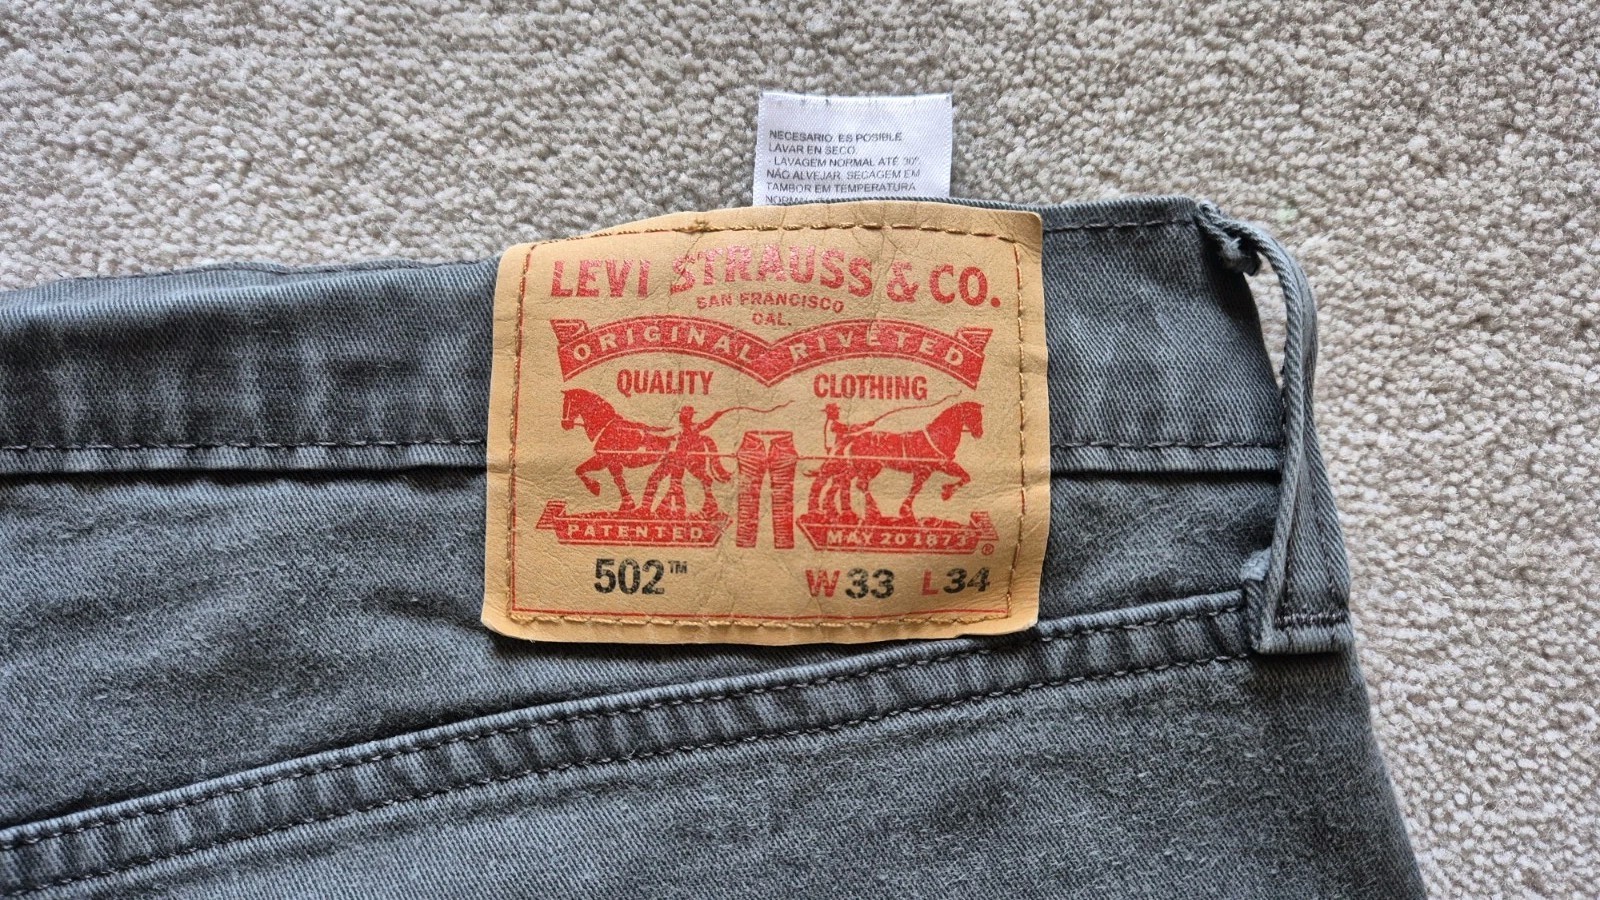 NECESARIO. ES POSIBLE
LAVAR EN SECO.
- LAVAGEM NORMAL ATÉ 30°.
NÃO ALVEJAR. SECAGEM EM
TAMBOR EM TEMPERATURA
LEVI STRAUSS & CO.
SAN FRANCISCO
CAL.
ORIGINAL RIVETED
QUALITY CLOTHING
PATENTED MAY 20 1873 ®
502™ W33 L34